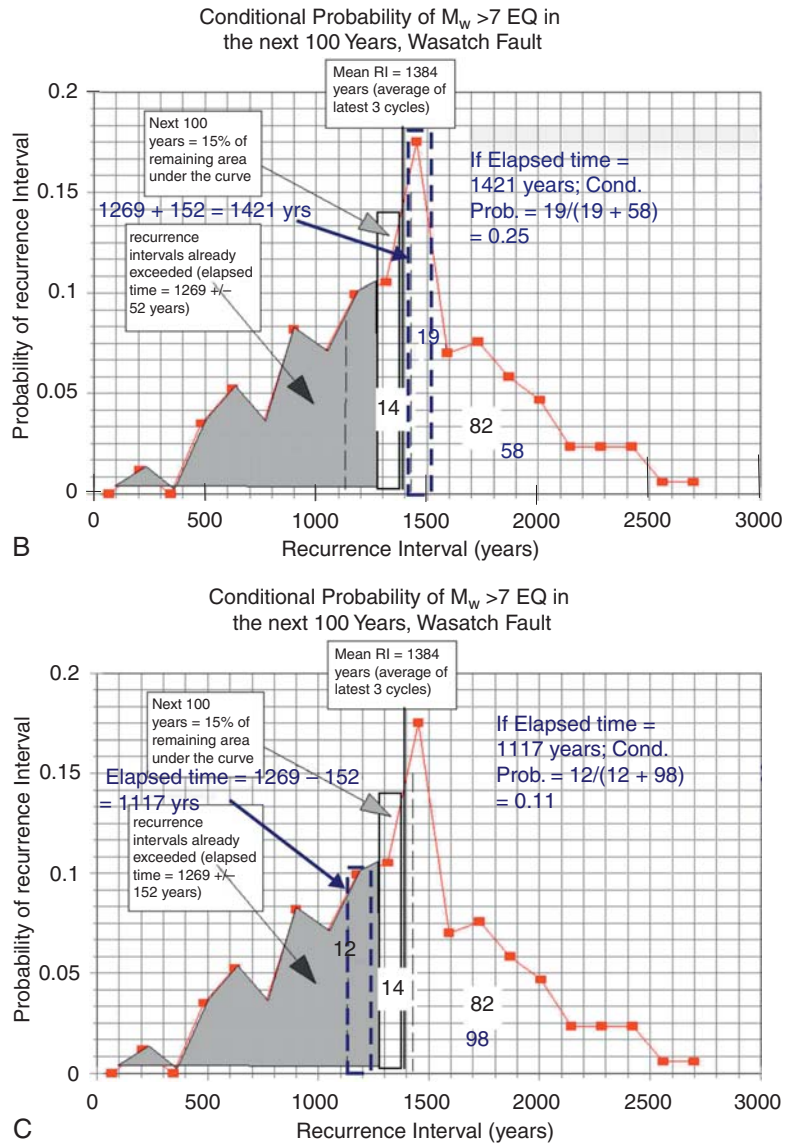 Conditional Probability of Mw >7 EQ in
the next 100 Years, Wasatch Fault
Mean RI = 1384
years (average of
latest 3 cycles)
Next 100
years = 15% of
remaining area
under the curve
1269 + 152 = 1421 yrs
recurrence
intervals already
exceeded (elapsed
time = 1269 +/–
52 years)
If Elapsed time =
1421 years; Cond.
Prob. = 19/(19 + 58)
= 0.25
19
14
82
58
Probability of recurrence Interval
0.2
0.15
0.1
0.05
0
0 500 1000 1500 2000 2500 3000
Recurrence Interval (years)
B
Conditional Probability of Mw >7 EQ in
the next 100 Years, Wasatch Fault
Mean RI = 1384
years (average of
latest 3 cycles)
Next 100
years = 15% of
remaining area
under the curve
Elapsed time = 1269 – 152
= 1117 yrs
recurrence
intervals already
exceeded (elapsed
time = 1269 +/–
152 years)
If Elapsed time =
1117 years; Cond.
Prob. = 12/(12 + 98)
= 0.11
12
14
82
98
Probability of recurrence Interval
0.2
0.15
0.1
0.05
0
0 500 1000 1500 2000 2500 3000
Recurrence Interval (years)
C